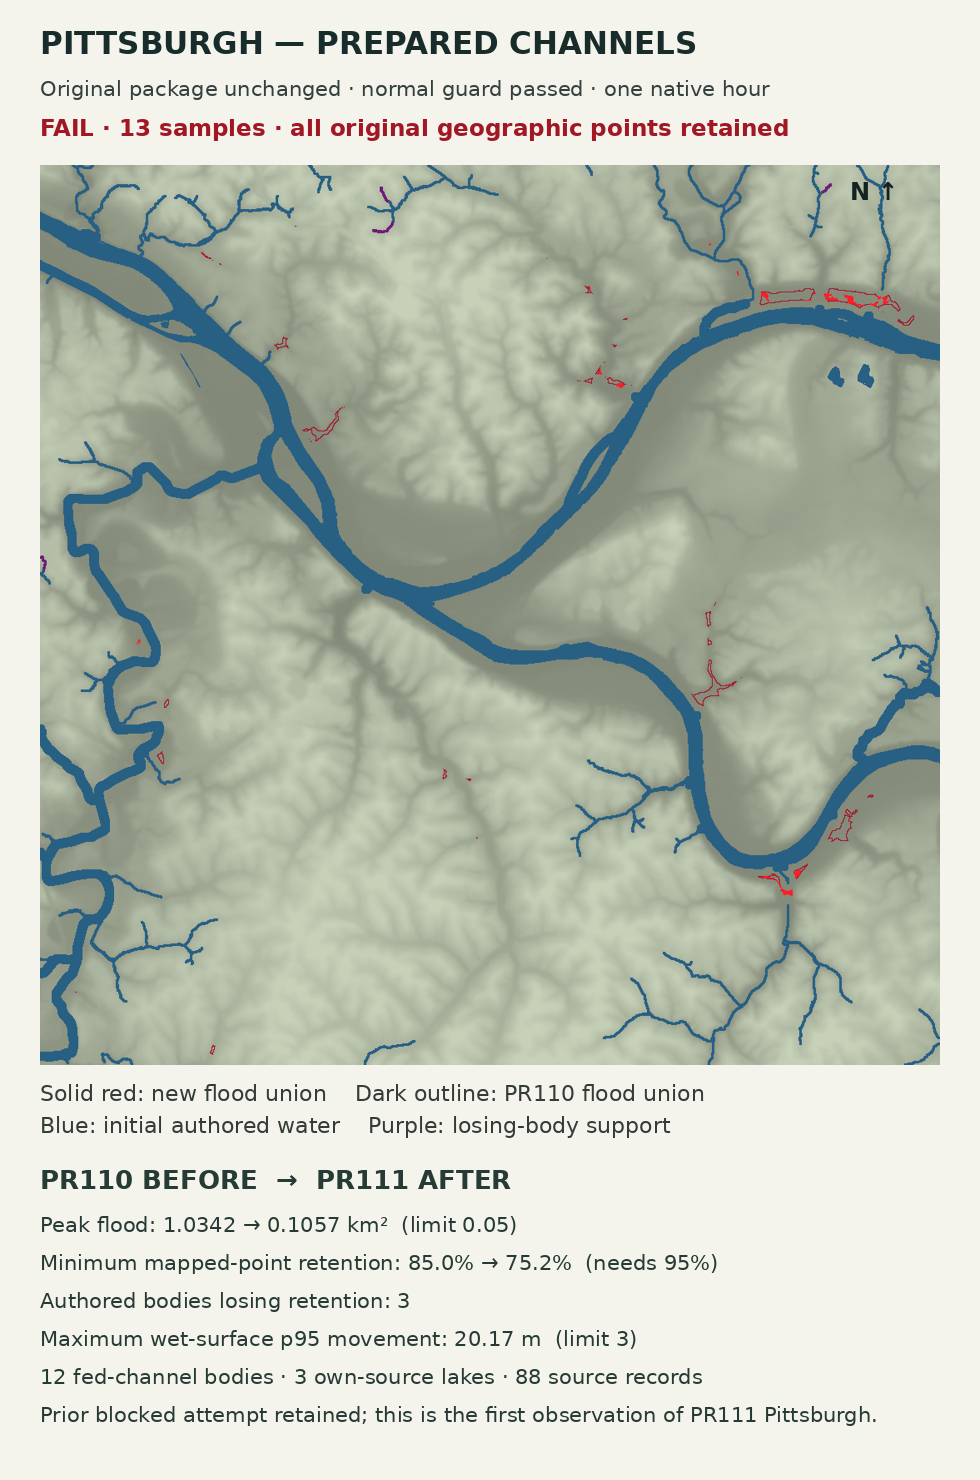 PITTSBURGH — PREPARED CHANNELS
Original package unchanged · normal guard passed · one native hour
FAIL · 13 samples · all original geographic points retained
N ↑
Solid red: new flood union    Dark outline: PR110 flood union
Blue: initial authored water    Purple: losing-body support
PR110 BEFORE → PR111 AFTER
Peak flood: 1.0342 → 0.1057 km² (limit 0.05)
Minimum mapped-point retention: 85.0% → 75.2% (needs 95%)
Authored bodies losing retention: 3
Maximum wet-surface p95 movement: 20.17 m (limit 3)
12 fed-channel bodies · 3 own-source lakes · 88 source records
Prior blocked attempt retained; this is the first observation of PR111 Pittsburgh.